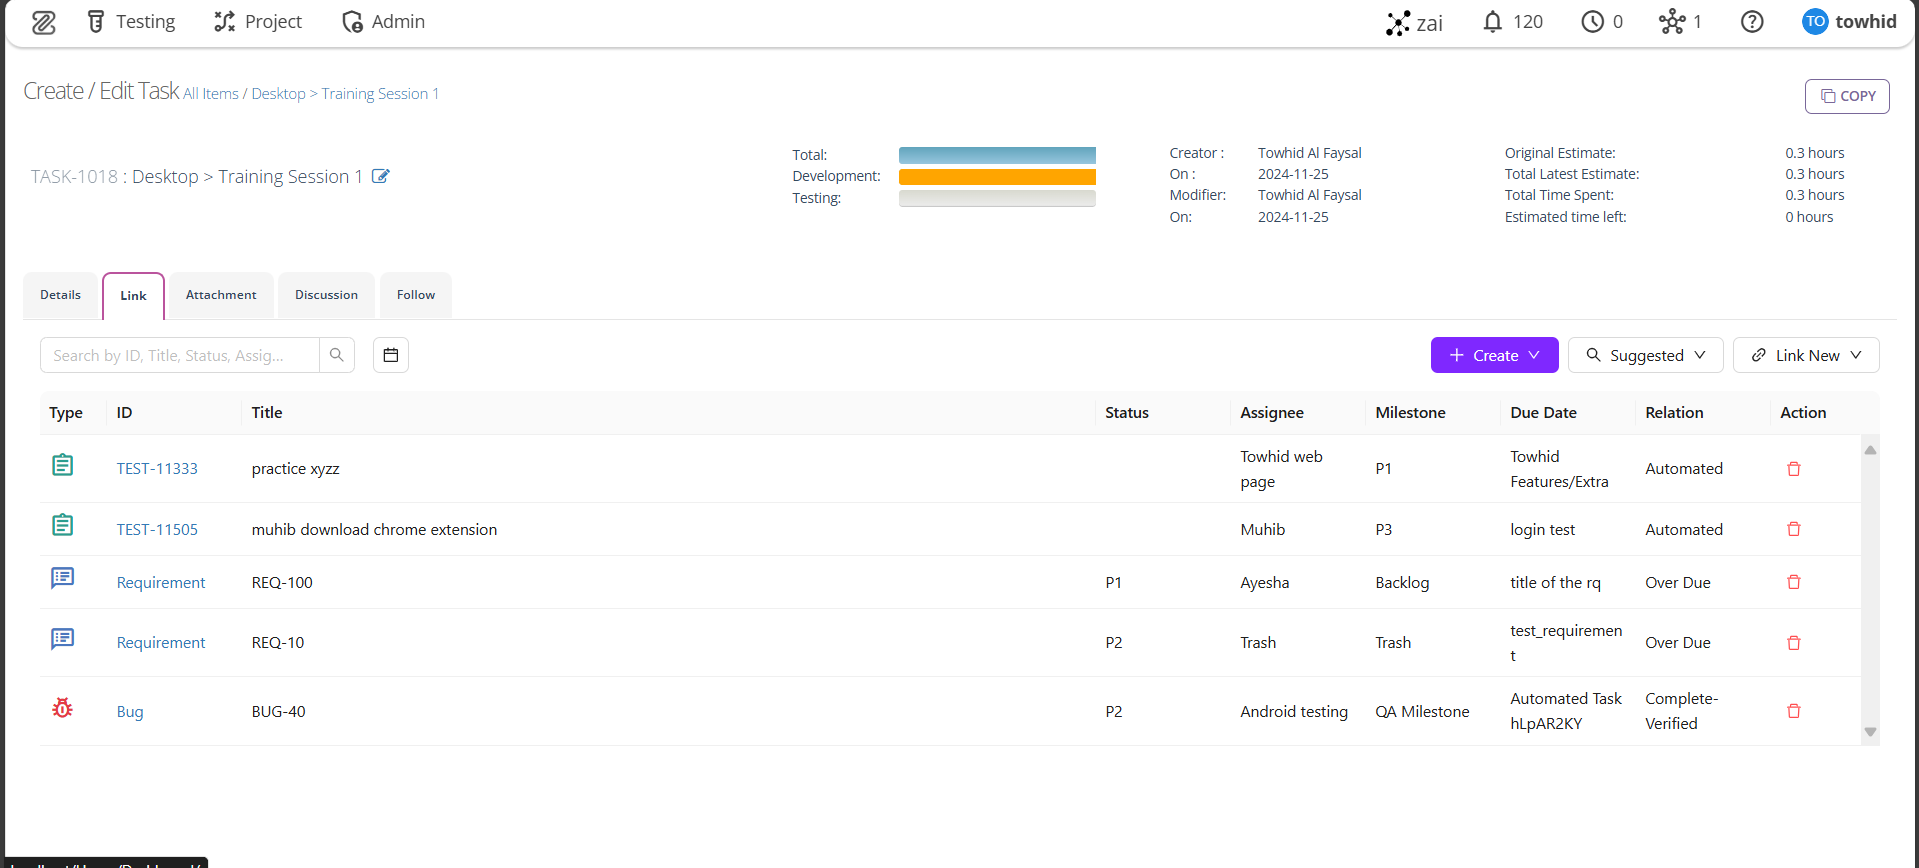 Testing Project Admin zai 120 0 1 TO towhid
Create / Edit Task All Items / Desktop > Training Session 1
COPY
TASK-1018 : Desktop > Training Session 1
Total:
Development:
Testing:
Creator : Towhid Al Faysal
On : 2024-11-25
Modifier: Towhid Al Faysal
On: 2024-11-25
Original Estimate: 0.3 hours
Total Latest Estimate: 0.3 hours
Total Time Spent: 0.3 hours
Estimated time left: 0 hours
Details Link Attachment Discussion Follow
Search by ID, Title, Status, Assig...
Create Suggested Link New
Type ID Title Status Assignee Milestone Due Date Relation Action
TEST-11333 practice xyzz Towhid web page P1 Towhid Features/Extra Automated
TEST-11505 muhib download chrome extension Muhib P3 login test Automated
Requirement REQ-100 P1 Ayesha Backlog title of the rq Over Due
Requirement REQ-10 P2 Trash Trash test_requirement Over Due
Bug BUG-40 P2 Android testing QA Milestone Automated Task hLpAR2KY Complete-Verified